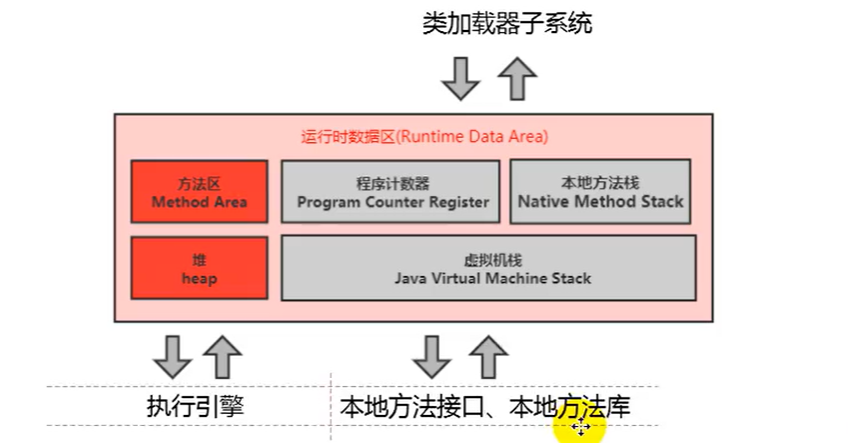 类加载器子系统
运行时数据区(Runtime Data Area)
方法区
Method Area
程序计数器
Program Counter Register
本地方法栈
Native Method Stack
堆
heap
虚拟机栈
Java Virtual Machine Stack
执行引擎
本地方法接口、本地方法库